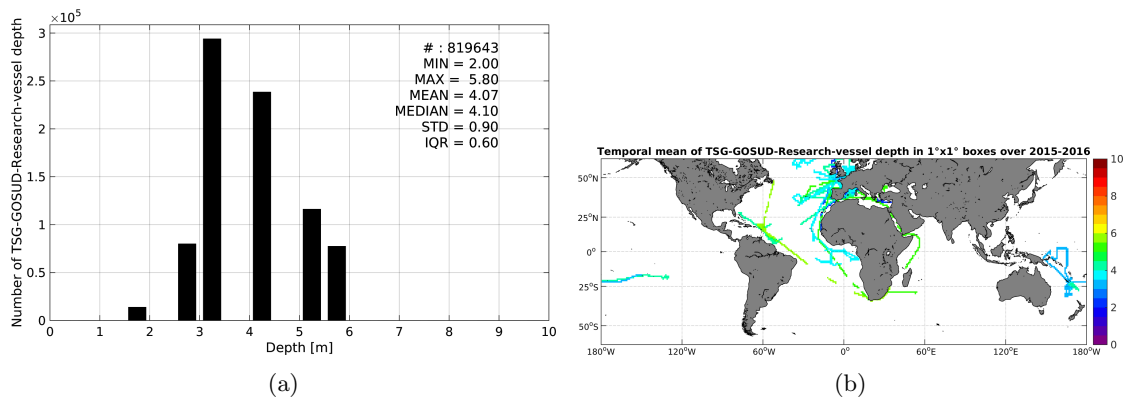 ×10⁵
Number of TSG-GOSUD-Research-vessel depth
3
2.5
2
1.5
1
0.5
0
# : 819643
MIN = 2.00
MAX = 5.80
MEAN = 4.07
MEDIAN = 4.10
STD = 0.90
IQR = 0.60
0 1 2 3 4 5 6 7 8 9 10
Depth [m]
(a)
Temporal mean of TSG-GOSUD-Research-vessel depth in 1°x1° boxes over 2015-2016
50°N
25°N
0°
25°S
50°S
180°W 120°W 60°W 0° 60°E 120°E 180°W
10
8
6
4
2
0
(b)